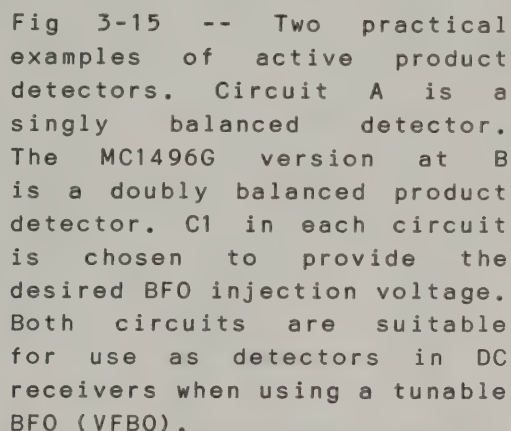 Fig 3-15 -- Two practical
examples of active product
detectors. Circuit A is a
singly balanced detector.
The MC1496G version at B
is a doubly balanced product
detector. C1 in each circuit
is chosen to provide the
desired BFO injection voltage.
Both circuits are suitable
for use as detectors in DC
receivers when using a tunable
BFO (VFBO).